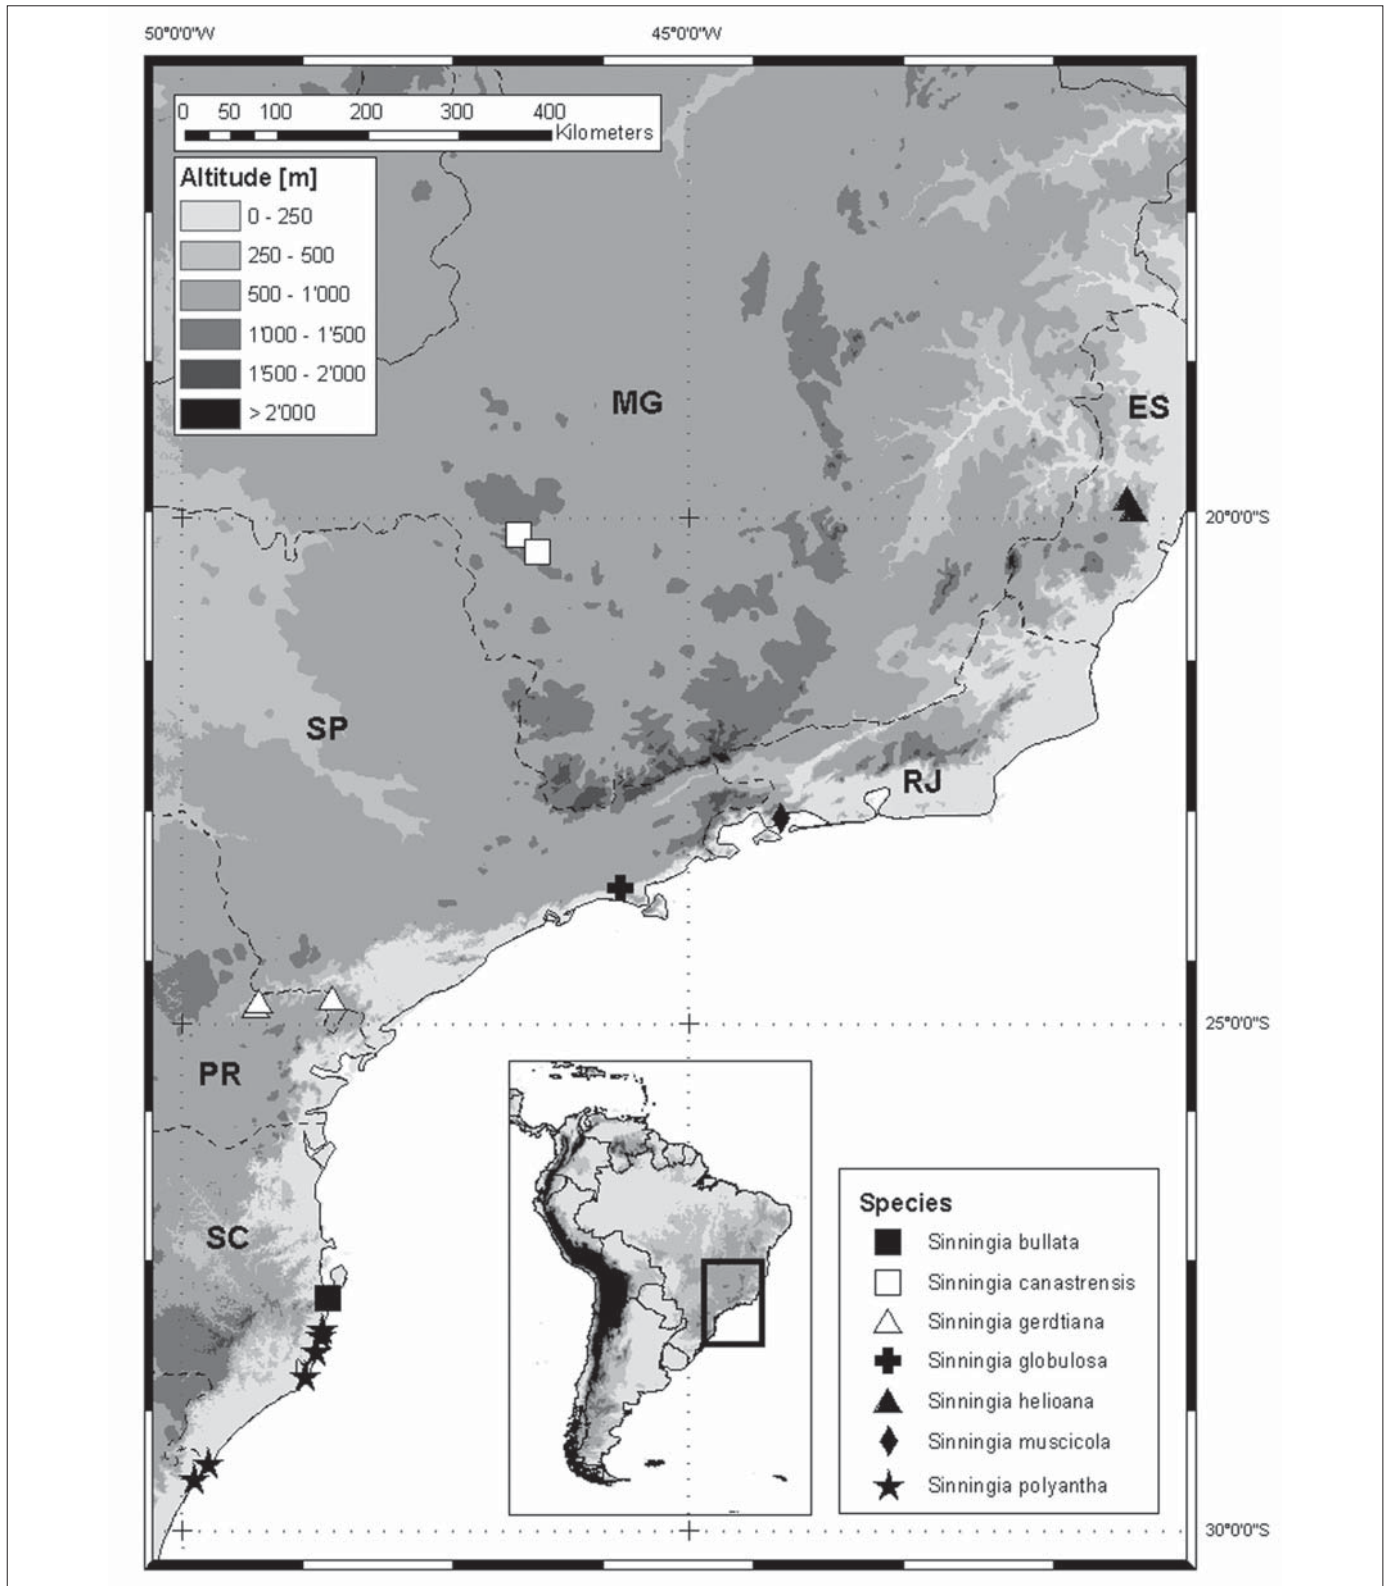 50°0'0"W 45°0'0"W
0 50 100 200 300 400
Kilometers
Altitude [m]
0 - 250
250 - 500
500 - 1'000
1'000 - 1'500
1'500 - 2'000
> 2'000
MG
ES
20°0'0"S
SP
RJ
25°0'0"S
PR
SC
Species
Sinningia bullata
Sinningia canastrensis
Sinningia gerdtiana
Sinningia globulosa
Sinningia helioana
Sinningia muscicola
Sinningia polyantha
30°0'0"S